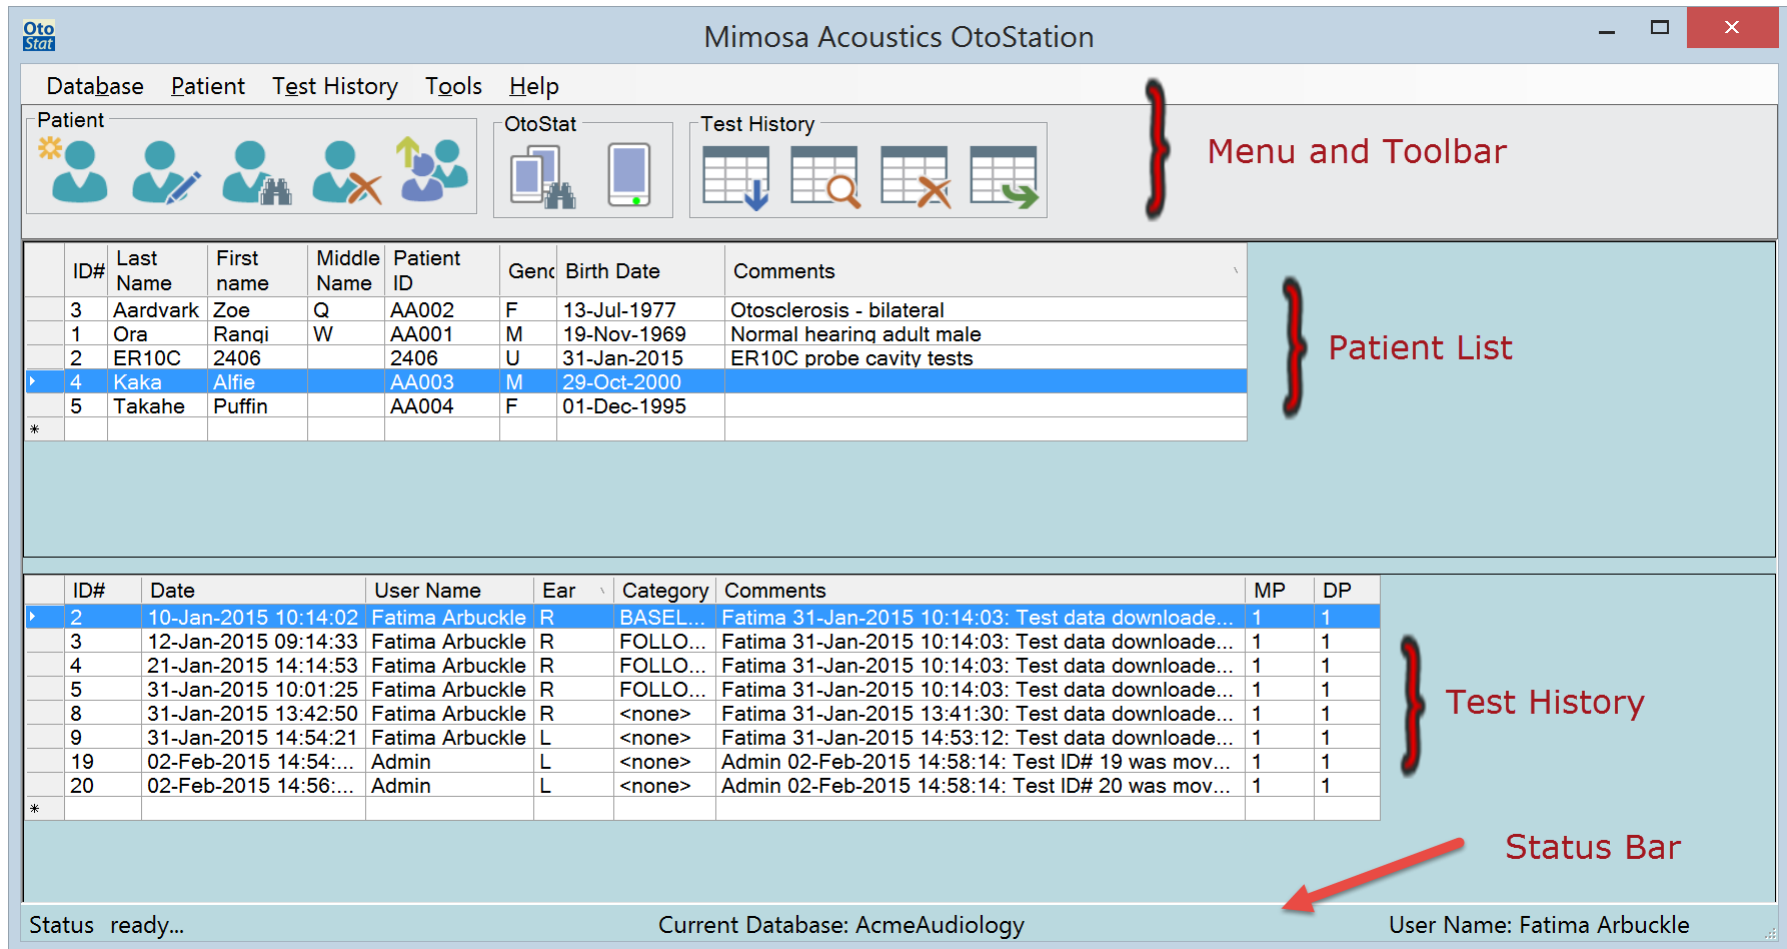 Oto
Stat
Mimosa Acoustics OtoStation
Database Patient Test History Tools Help
Patient OtoStat Test History
Menu and Toolbar
ID# Last Name First name Middle Name Patient ID Genc Birth Date Comments
3 Aardvark Zoe Q AA002 F 13-Jul-1977 Otosclerosis - bilateral
1 Ora Rangi W AA001 M 19-Nov-1969 Normal hearing adult male
2 ER10C 2406 2406 U 31-Jan-2015 ER10C probe cavity tests
4 Kaka Alfie AA003 M 29-Oct-2000
5 Takahe Puffin AA004 F 01-Dec-1995
*
Patient List
ID# Date User Name Ear Category Comments MP DP
2 10-Jan-2015 10:14:02 Fatima Arbuckle R BASEL... Fatima 31-Jan-2015 10:14:03: Test data downloade... 1 1
3 12-Jan-2015 09:14:33 Fatima Arbuckle R FOLLO... Fatima 31-Jan-2015 10:14:03: Test data downloade... 1 1
4 21-Jan-2015 14:14:53 Fatima Arbuckle R FOLLO... Fatima 31-Jan-2015 10:14:03: Test data downloade... 1 1
5 31-Jan-2015 10:01:25 Fatima Arbuckle R FOLLO... Fatima 31-Jan-2015 10:14:03: Test data downloade... 1 1
8 31-Jan-2015 13:42:50 Fatima Arbuckle R <none> Fatima 31-Jan-2015 13:41:30: Test data downloade... 1 1
9 31-Jan-2015 14:54:21 Fatima Arbuckle L <none> Fatima 31-Jan-2015 14:53:12: Test data downloade... 1 1
19 02-Feb-2015 14:54:... Admin L <none> Admin 02-Feb-2015 14:58:14: Test ID# 19 was mov... 1 1
20 02-Feb-2015 14:56:... Admin L <none> Admin 02-Feb-2015 14:58:14: Test ID# 20 was mov... 1 1
*
Test History
Status Bar
Status ready... Current Database: AcmeAudiology User Name: Fatima Arbuckle